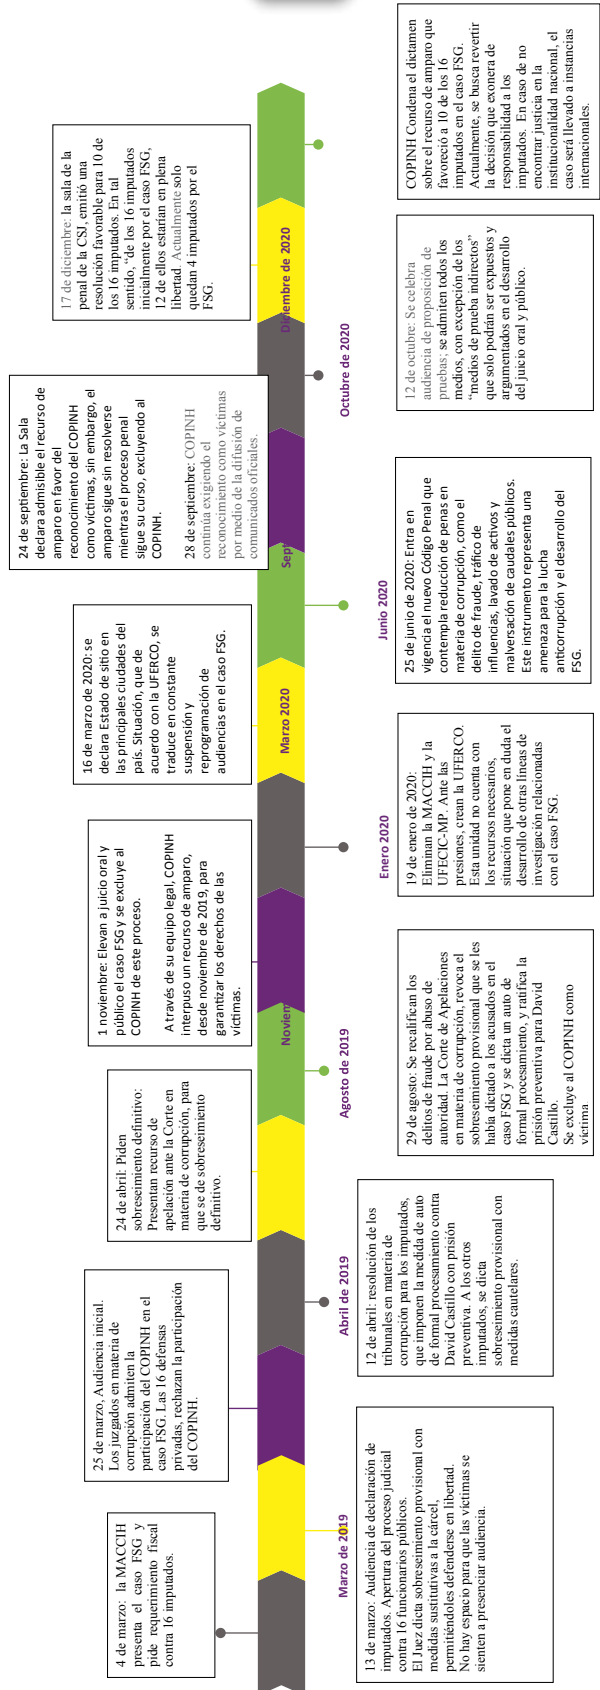 4 de marzo: la MACCIH
presenta el caso FSG y
pide requerimiento fiscal
contra 16 imputados.
Marzo de 2019
13 de marzo: Audiencia de declaración de
imputados. Apertura del proceso judicial
contra 16 funcionarios públicos.
El Juez dicta sobreseimiento provisional con
medidas sustitutivas a la cárcel,
permitiéndoles defenderse en libertad.
No hay espacio para que las víctimas se
sienten a presenciar audiencia.
25 de marzo, Audiencia inicial.
Los juzgados en materia de
corrupción admiten la
participación del COPINH en el
caso FSG. Las 16 defensas
privadas, rechazan la participación
del COPINH.
Abril de 2019
12 de abril: resolución de los
tribunales en materia de
corrupción para los imputados,
que imponen la medida de auto
de formal procesamiento contra
David Castillo con prisión
preventiva. A los otros
imputados, se dicta
sobreseimiento provisional con
medidas cautelares.
24 de abril: Piden
sobreseimiento definitivo:
Presentan recurso de
apelación ante la Corte en
materia de corrupción, para
que se de sobreseimiento
definitivo.
Agosto de 2019
29 de agosto: Se recalifican los
delitos de fraude por abuso de
autoridad. La Corte de Apelaciones
en materia de corrupción, revoca el
sobreseimiento provisional que se les
había dictado a los acusados en el
caso FSG y se dicta un auto de
formal procesamiento, y ratifica la
prisión preventiva para David
Castillo.
Se excluye al COPINH como
víctima
Noviem
1 noviembre: Elevan a juicio oral y
público el caso FSG y se excluye al
COPINH de este proceso.
A través de su equipo legal, COPINH
interpuso un recurso de amparo,
desde noviembre de 2019, para
garantizar los derechos de las
víctimas.
Enero 2020
19 de enero de 2020:
Eliminan la MACCIH y la
UFECIC-MP. Ante las
presiones, crean la UFERCO.
Esta unidad no cuenta con
los recursos necesarios,
situación que pone en duda el
desarrollo de otras líneas de
investigación relacionadas
con el caso FSG.
Marzo 2020
16 de marzo de 2020: se
declara Estado de sitio en
las principales ciudades del
país. Situación, que de
acuerdo con la UFERCO, se
traduce en constante
suspensión y
reprogramación de
audiencias en el caso FSG.
Junio 2020
25 de junio de 2020: Entra en
vigencia el nuevo Código Penal que
contempla reducción de penas en
materia de corrupción, como el
delito de fraude, tráfico de
influencias, lavado de activos y
malversación de caudales públicos.
Este instrumento representa una
amenaza para la lucha
anticorrupción y el desarrollo del
FSG.
Sept
24 de septiembre: La Sala
declara admisible el recurso de
amparo en favor del
reconocimiento del COPINH
como víctimas, sin embargo, el
amparo sigue sin resolverse
mientras el proceso penal
sigue su curso, excluyendo al
COPINH.
28 de septiembre: COPINH
continúa exigiendo el
reconocimiento como víctimas
por medio de la difusión de
comunicados oficiales.
Octubre de 2020
12 de octubre: Se celebra
audiencia de proposición de
pruebas; se admiten todos los
medios, con excepción de los
“medios de prueba indirectos”
que solo podrán ser expuestos y
argumentados en el desarrollo
del juicio oral y público.
Diciembre de 2020
17 de diciembre: la sala de la
penal de la CSJ, emitió una
resolución favorable para 10 de
los 16 imputados. En tal
sentido, “de los 16 imputados
inicialmente por el caso FSG,
12 de ellos estarían en plena
libertad. Actualmente solo
quedan 4 imputados por el
FSG.
COPINH Condena el dictamen
sobre el recurso de amparo que
favoreció a 10 de los 16
imputados en el caso FSG.
Actualmente, se busca revertir
la decisión que exonera de
responsabilidad a los
imputados. En caso de no
encontrar justicia en la
institucionalidad nacional, el
caso será llevado a instancias
internacionales.